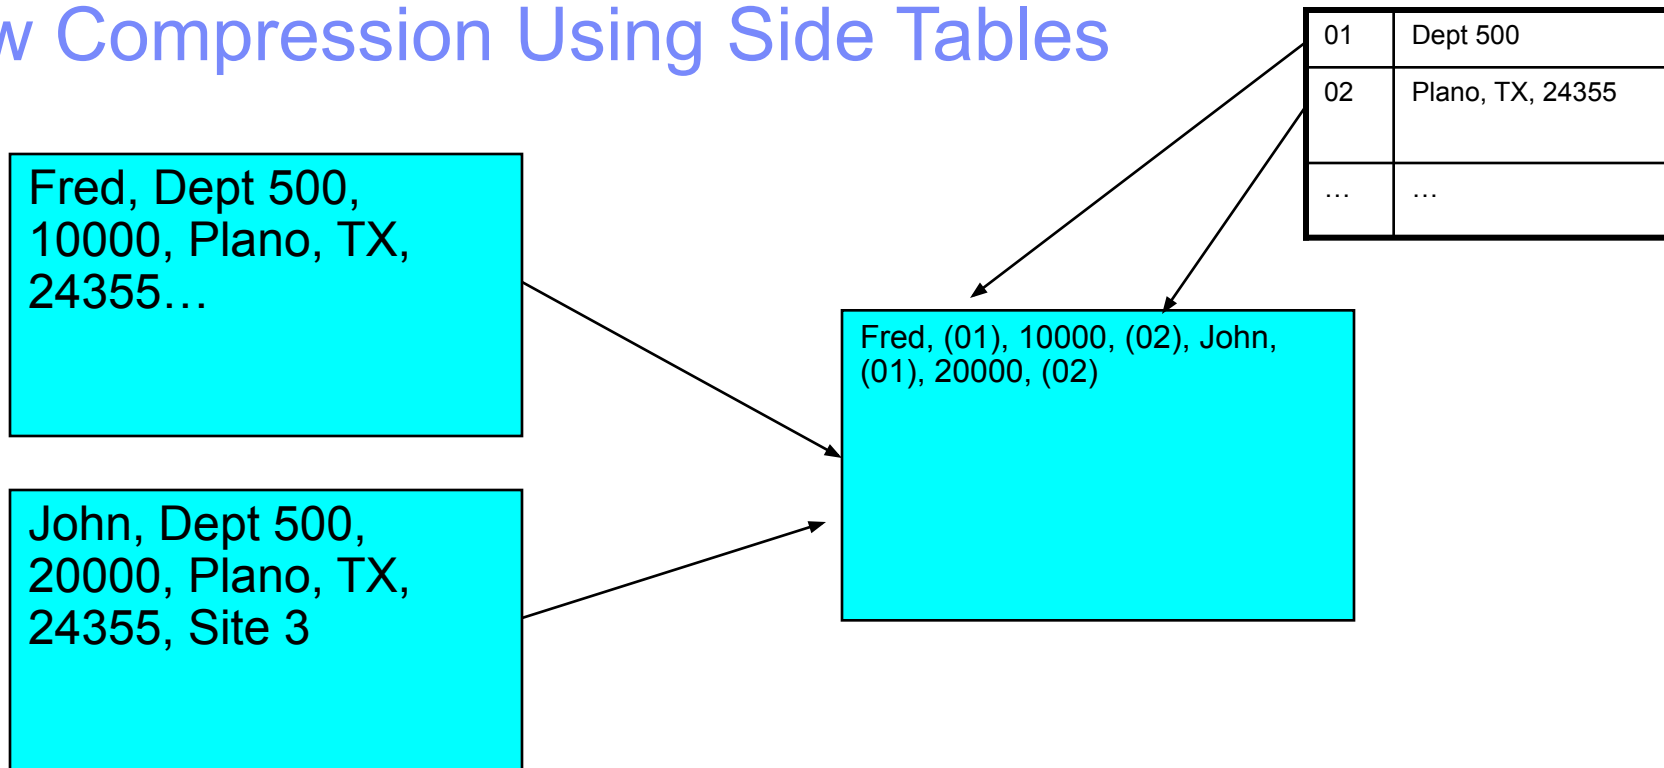 w Compression Using Side Tables
01 Dept 500
02 Plano, TX, 24355
… …
Fred, Dept 500,
10000, Plano, TX,
24355…
Fred, (01), 10000, (02), John,
(01), 20000, (02)
John, Dept 500,
20000, Plano, TX,
24355, Site 3